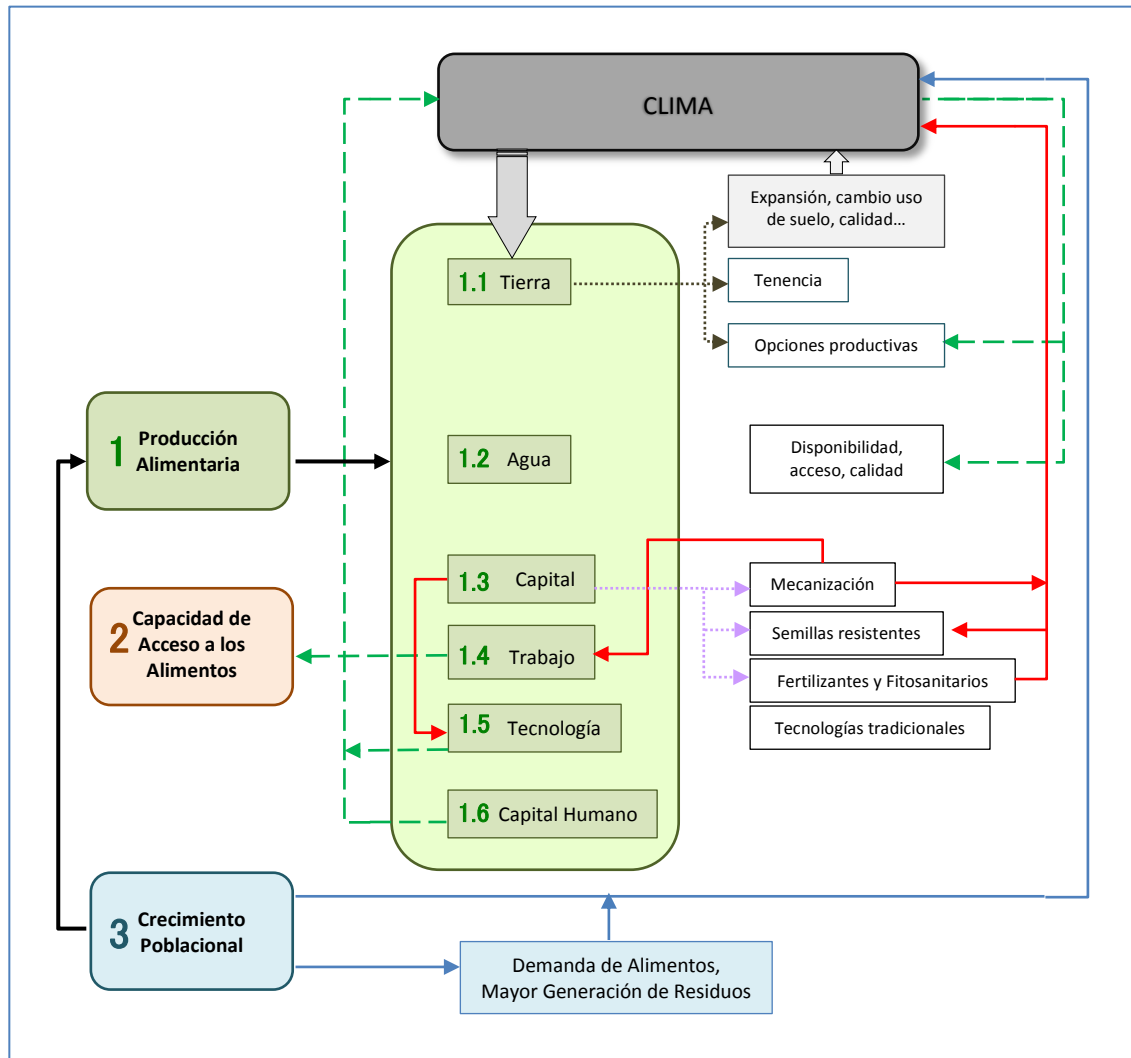 CLIMA
Expansión, cambio uso
de suelo, calidad...
1.1 Tierra
Tenencia
Opciones productivas
1 Producción
Alimentaria
1.2 Agua
Disponibilidad,
acceso, calidad
1.3 Capital
Mecanización
2 Capacidad de
Acceso a los
Alimentos
Semillas resistentes
1.4 Trabajo
Fertilizantes y Fitosanitarios
1.5 Tecnología
Tecnologías tradicionales
1.6 Capital Humano
3 Crecimiento
Poblacional
Demanda de Alimentos,
Mayor Generación de Residuos